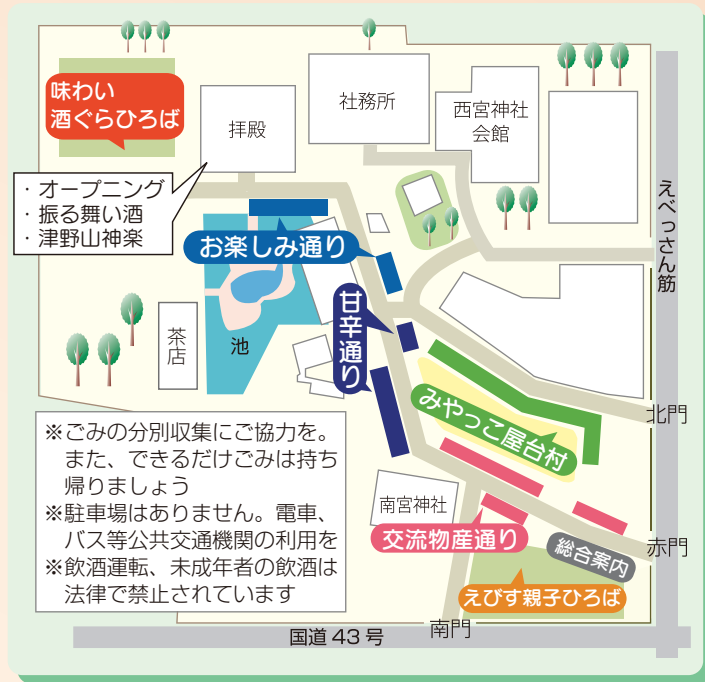 味わい
酒ぐらひろば
拝殿
社務所
西宮神社
会館
・オープニング
・振る舞い酒
・津野山神楽
えべっさん筋
お楽しみ通り
甘辛通り
茶店
池
みやっこ屋台村
北門
※ごみの分別収集にご協力を。
また、できるだけごみは持ち
帰りましょう
※駐車場はありません。電車、
バス等公共交通機関の利用を
※飲酒運転、未成年者の飲酒は
法律で禁止されています
南宮神社
交流物産通り
総合案内
赤門
えびす親子ひろば
南門
国道43号